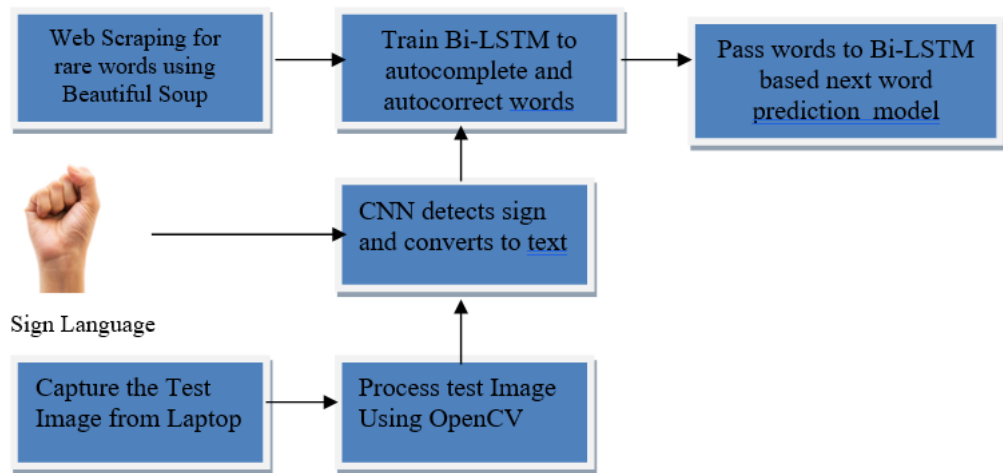 Web Scraping for
rare words using
Beautiful Soup
Train Bi-LSTM to
autocomplete and
autocorrect words
Pass words to Bi-LSTM
based next word
prediction model
CNN detects sign
and converts to text
Sign Language
Capture the Test
Image from Laptop
Process test Image
Using OpenCV